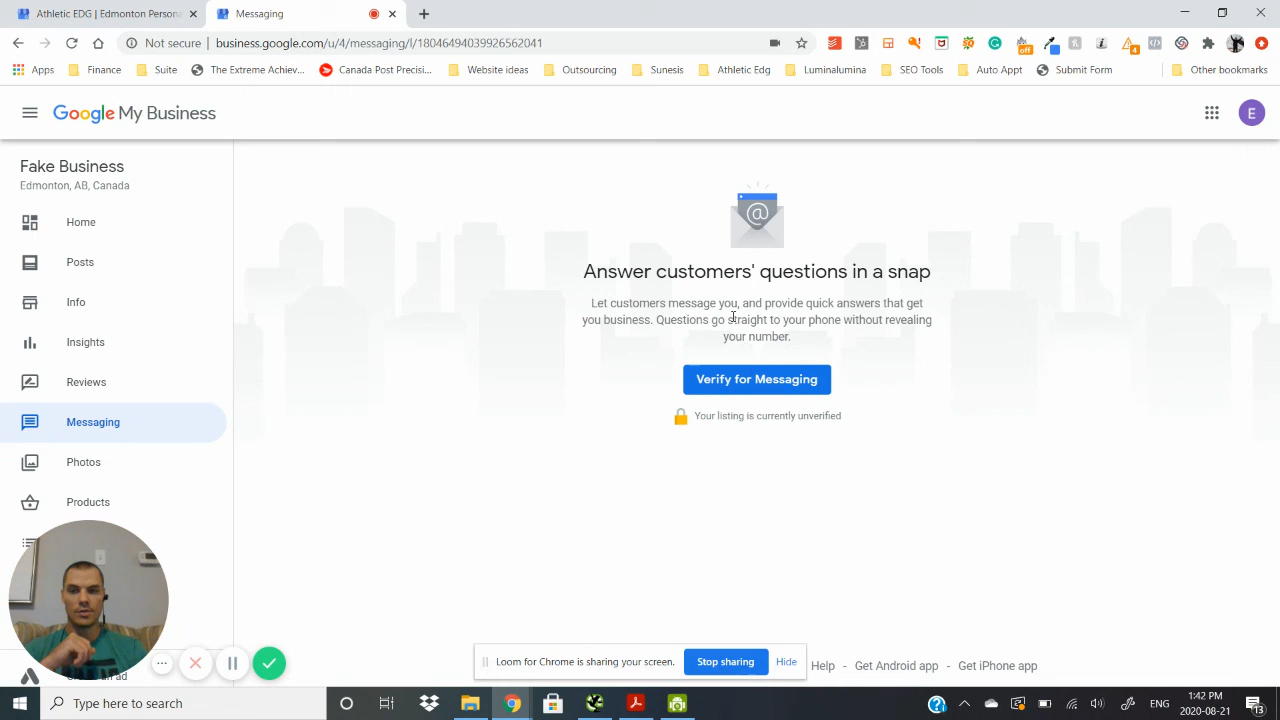 Athletic EDG | Edmonton Persona
Messaging
Not secure
business.google.com/u/4/messaging/l/18046494039926562041
off
4
Apps
Finance
Suite
The Extreme Achiev...
Canada Post Precisi...
Website ideas
Outsourcing
Sunesis
Athletic Edg
Luminalumina
SEO Tools
Auto Appt
Submit Form
Other bookmarks
Google My Business
E
Fake Business
Edmonton, AB, Canada
Home
Posts
Info
Insights
Reviews
Messaging
Photos
Products
@
Answer customers' questions in a snap
Let customers message you, and provide quick answers that get
you business. Questions go straight to your phone without revealing
your number.
Verify for Messaging
Your listing is currently unverified
Loom for Chrome is sharing your screen.
Stop sharing
Hide
Help - Get Android app - Get iPhone app
Type here to search
ENG
1:42 PM
2020-08-21
13